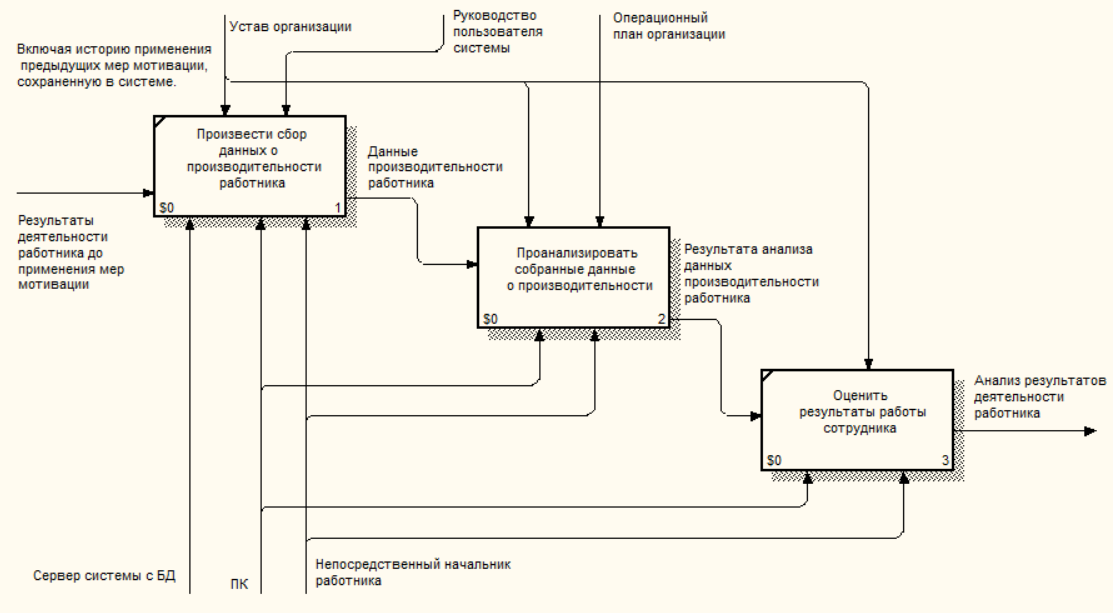 Устав организации
Руководство
пользователя
системы
Операционный
план организации
Включая историю применения
предыдущих мер мотивации,
сохраненную в системе.
Произвести сбор
данных о
производительности
работника
$0
1
Данные
производительности
работника
Результаты
деятельности
работника до
применения мер
мотивации
Проанализировать
собранные данные
о производительности
$0
2
Результата анализа
данных
производительности
работника
Оценить
результаты работы
сотрудника
$0
3
Анализ результатов
деятельности
работника
Сервер системы с БД
ПК
Непосредственный начальник
работника